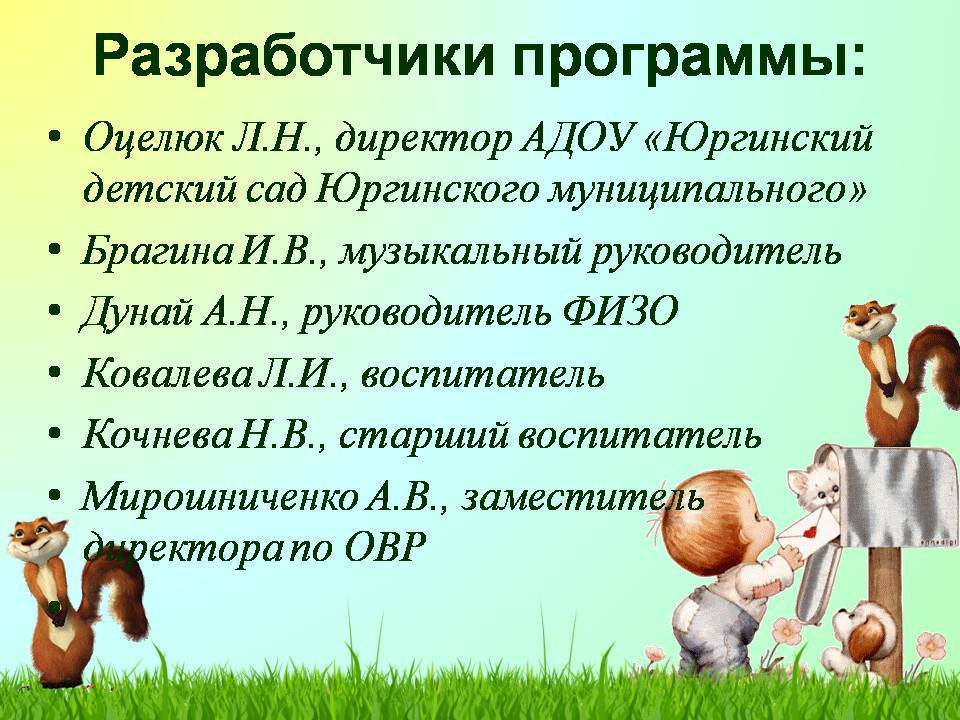 Разработчики программы:
• Оцелюк Л.Н., директор АДОУ «Юргинский
детский сад Юргинского муниципального»
• Брагина И.В., музыкальный руководитель
• Дунай А.Н., руководитель ФИЗО
• Ковалева Л.И., воспитатель
• Кочнева Н.В., старший воспитатель
• Мирошниченко А.В., заместитель
директора по ОВР
•